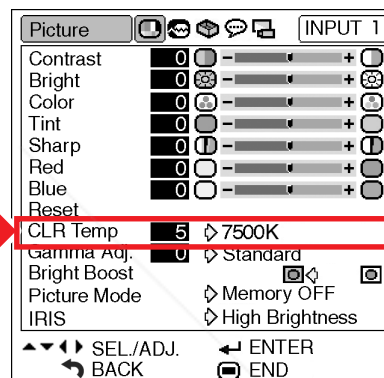 Picture INPUT 1
Contrast 0 - +
Bright 0 - +
Color 0 - +
Tint 0 - +
Sharp 0 - +
Red 0 - +
Blue 0 - +
Reset
CLR Temp 5 7500K
Gamma Adj. 0 Standard
Bright Boost
Picture Mode Memory OFF
IRIS High Brightness
SEL./ADJ. ENTER
BACK END